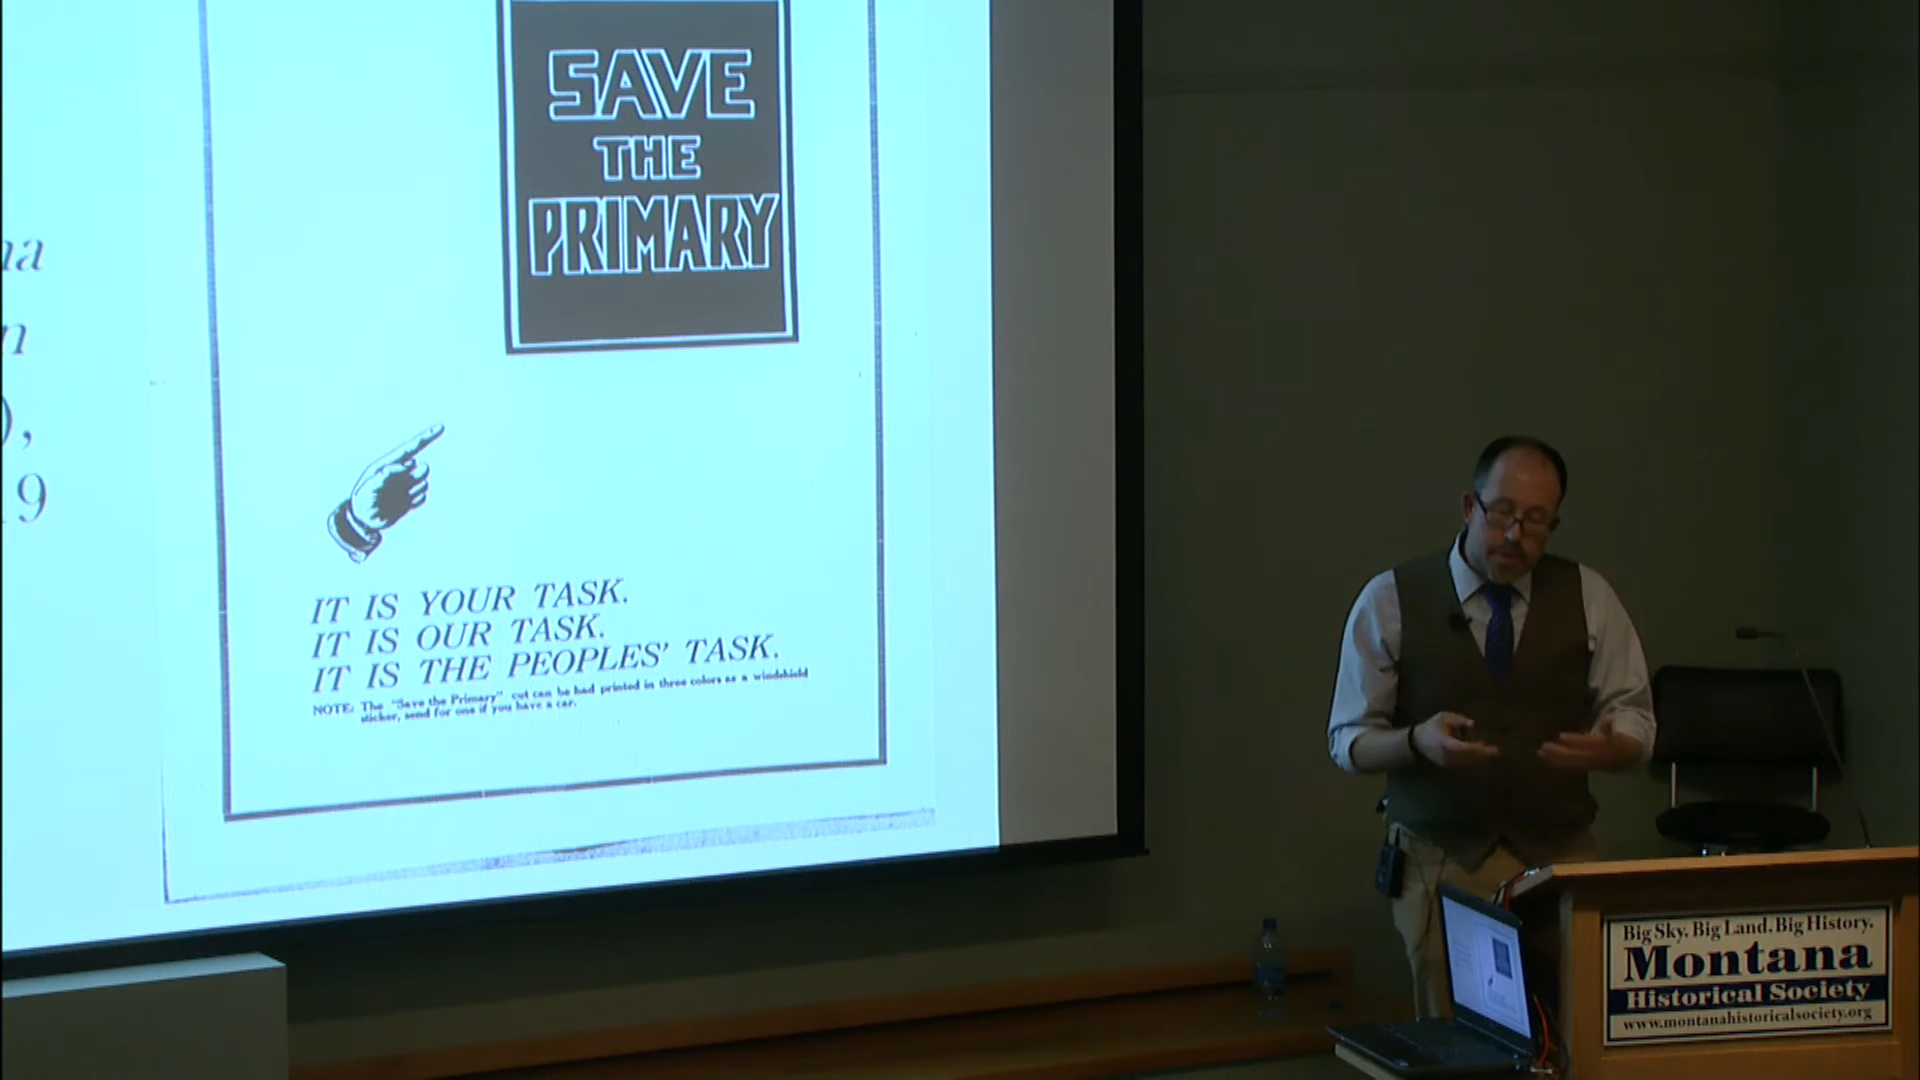 SAVE
THE
PRIMARY
na
n
),
19
IT IS YOUR TASK.
IT IS OUR TASK.
IT IS THE PEOPLES' TASK.
NOTE: The "Save the Primary" cut can be had printed in three colors as a windshield
sticker, send for one if you have a car.
Big Sky. Big Land. Big History.
Montana
Historical Society
www.montanahistoricalsociety.org